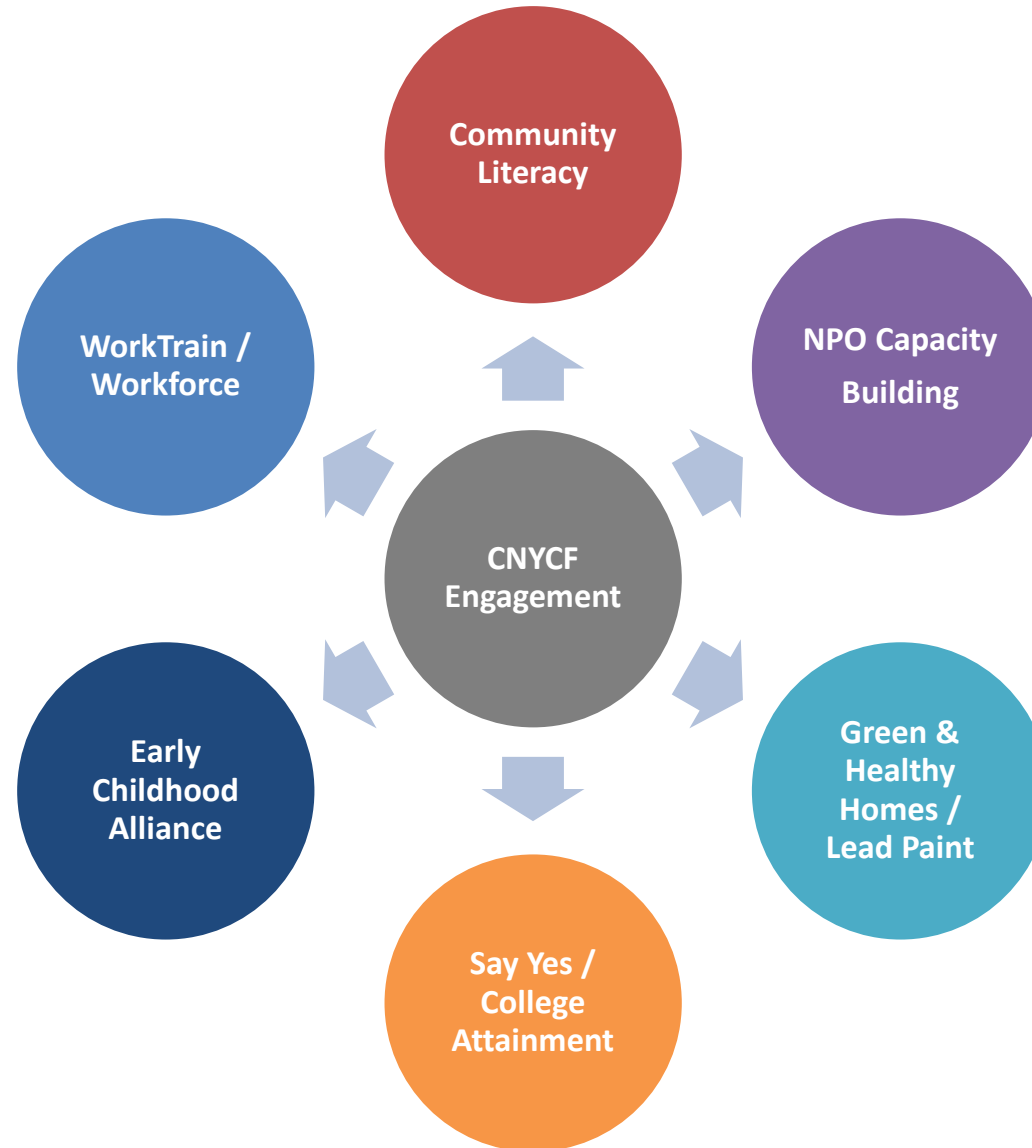 Community
Literacy
NPO Capacity
Building
Green &
Healthy
Homes /
Lead Paint
Say Yes /
College
Attainment
Early
Childhood
Alliance
WorkTrain /
Workforce
CNYCF
Engagement